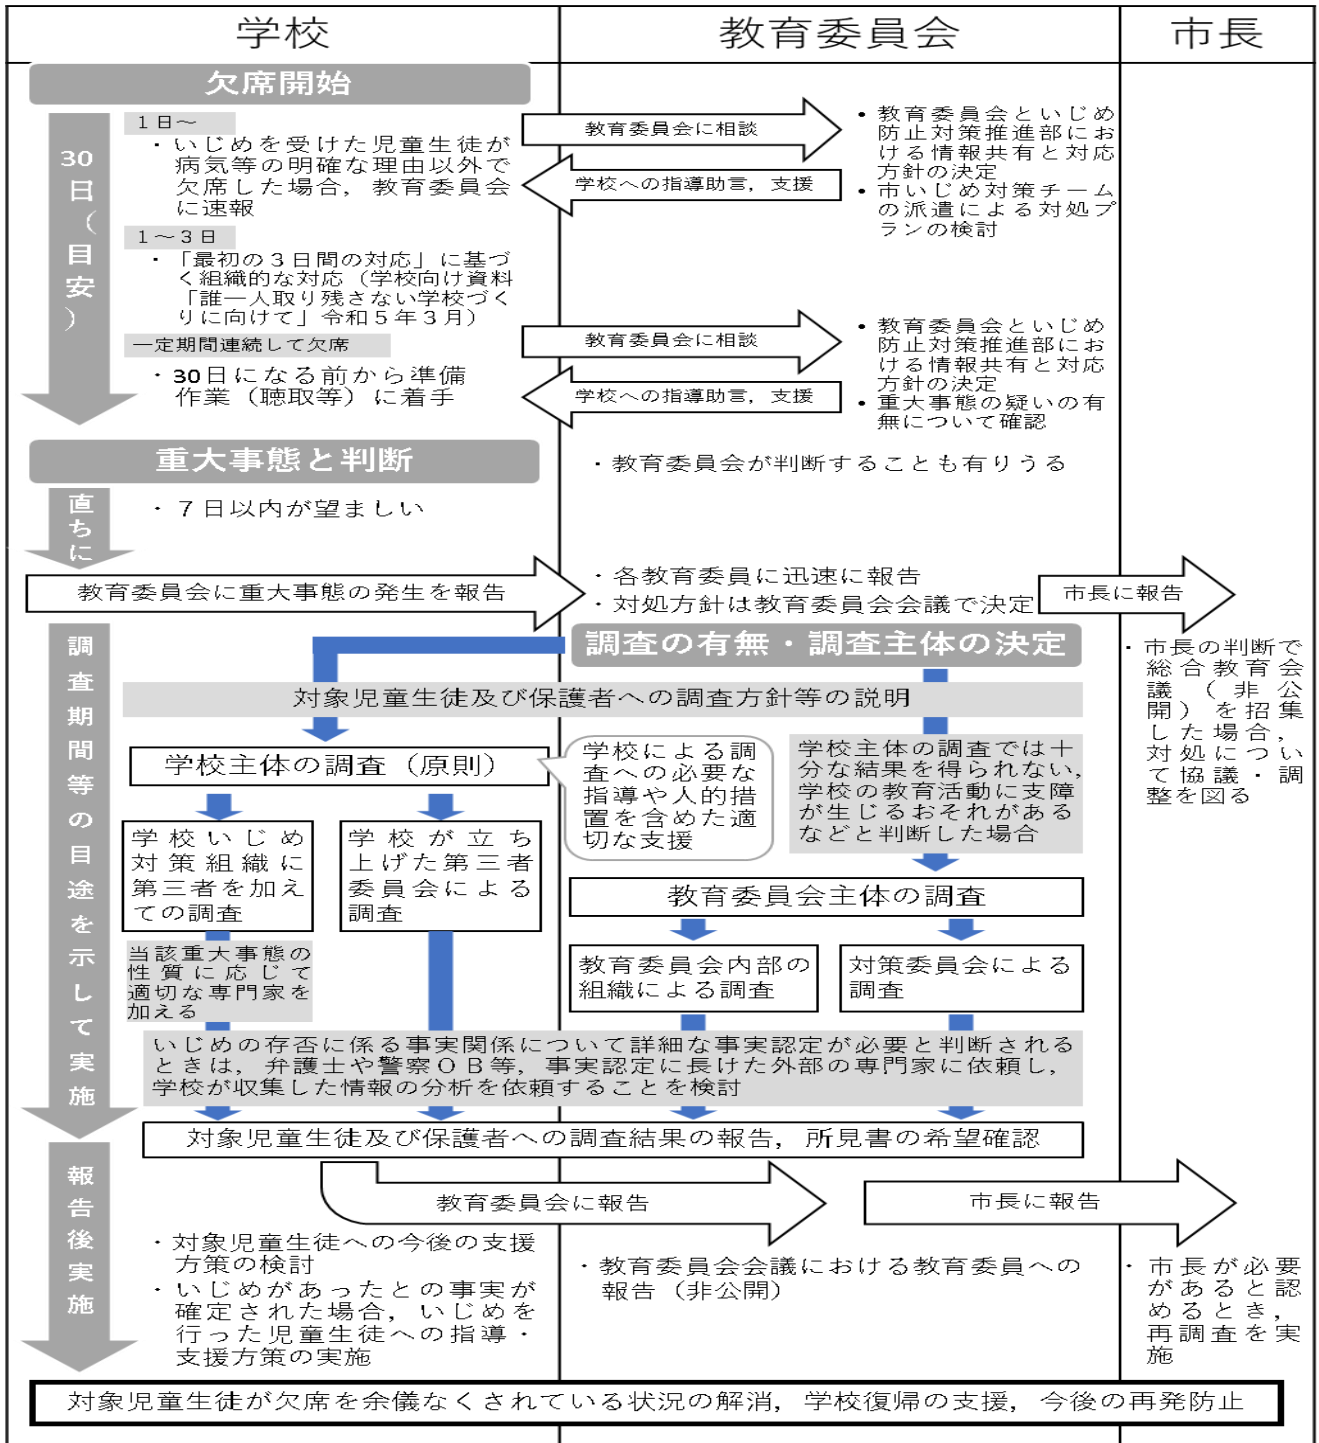 学校
教育委員会
市長
欠席開始
30日（目安）
1日～
・いじめを受けた児童生徒が
病気等の明確な理由以外で
欠席した場合，教育委員会
に速報
教育委員会に相談
学校への指導助言，支援
・教育委員会といじめ
防止対策推進部にお
ける情報共有と対応
方針の決定
・市いじめ対策チーム
の派遣による対処プ
ランの検討
1～3日
・「最初の3日間の対応」に基づ
く組織的な対応（学校向け資料
「誰一人取り残さない学校づく
りに向けて」令和5年3月）
一定期間連続して欠席
・30日になる前から準備
作業（聴取等）に着手
教育委員会に相談
学校への指導助言，支援
・教育委員会といじめ
防止対策推進部にお
ける情報共有と対応
方針の決定
・重大事態の疑いの有
無について確認
重大事態と判断
・教育委員会が判断することも有りうる
直ちに
・7日以内が望ましい
教育委員会に重大事態の発生を報告
・各教育委員に迅速に報告
・対処方針は教育委員会会議で決定
市長に報告
調査期間等の目途を示して実施
調査の有無・調査主体の決定
・市長の判断で
総合教育会
議（非公
開）を招集
した場合，
対処につい
て協議・調
整を図る
対象児童生徒及び保護者への調査方針等の説明
学校主体の調査（原則）
学校による調
査への必要な
指導や人的措
置を含めた適
切な支援
学校主体の調査では十
分な結果を得られない，
学校の教育活動に支障
が生じるおそれがある
などと判断した場合
学校いじめ
対策組織に
第三者を加え
ての調査
学校が立ち
上げた第三者
委員会による
調査
教育委員会主体の調査
当該重大事態の
性質に応じて
適切な専門家を
加える
教育委員会内部の
組織による調査
対策委員会による
調査
いじめの存否に係る事実関係について詳細な事実認定が必要と判断される
ときは，弁護士や警察OB等，事実認定に長けた外部の専門家に依頼し，
学校が収集した情報の分析を依頼することを検討
対象児童生徒及び保護者への調査結果の報告，所見書の希望確認
報告後実施
教育委員会に報告
市長に報告
・対象児童生徒への今後の支援
方策の検討
・いじめがあったとの事実が
確定された場合，いじめを
行った児童生徒への指導・
支援方策の実施
・教育委員会会議における教育委員への
報告（非公開）
・市長が必要
があると認
めるとき，
再調査を実
施
対象児童生徒が欠席を余儀なくされている状況の解消，学校復帰の支援，今後の再発防止